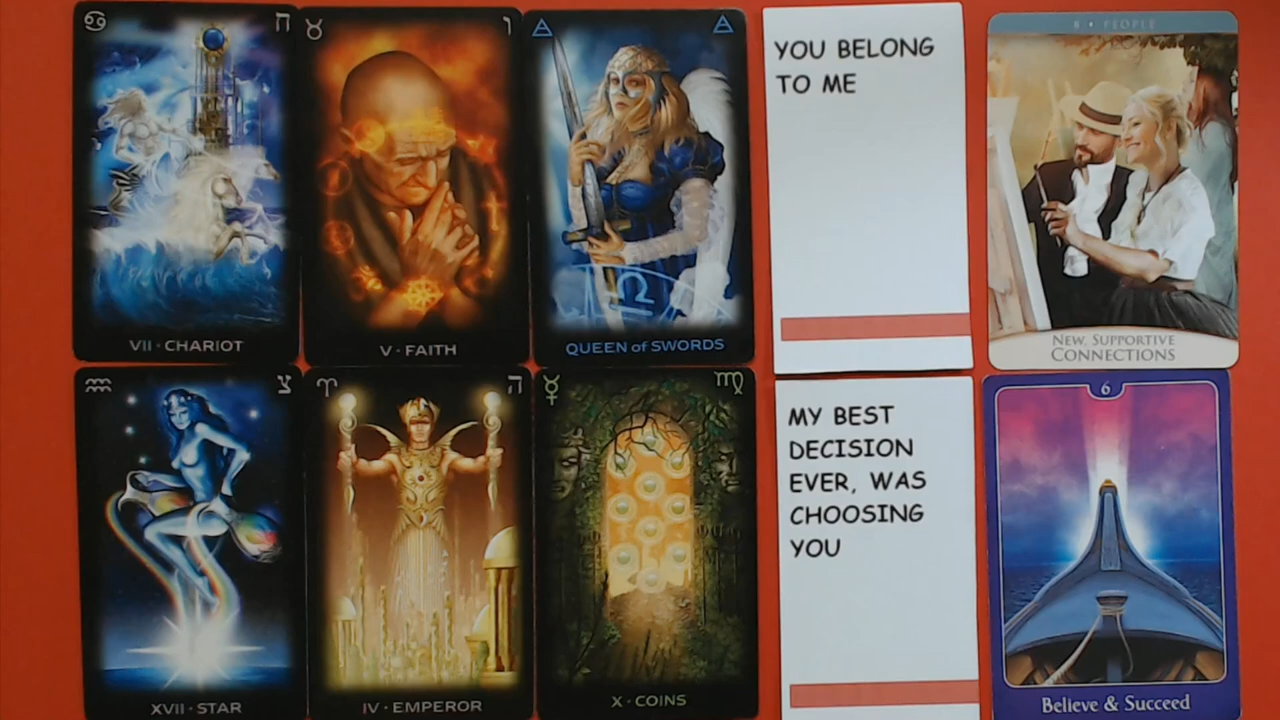 ח
VII · CHARIOT
ו
V · FAITH
QUEEN of SWORDS
YOU BELONG
TO ME
8 • PEOPLE
NEW, SUPPORTIVE
CONNECTIONS
צ
XVII · STAR
ה
IV · EMPEROR
X · COINS
MY BEST
DECISION
EVER, WAS
CHOOSING
YOU
6
Believe & Succeed